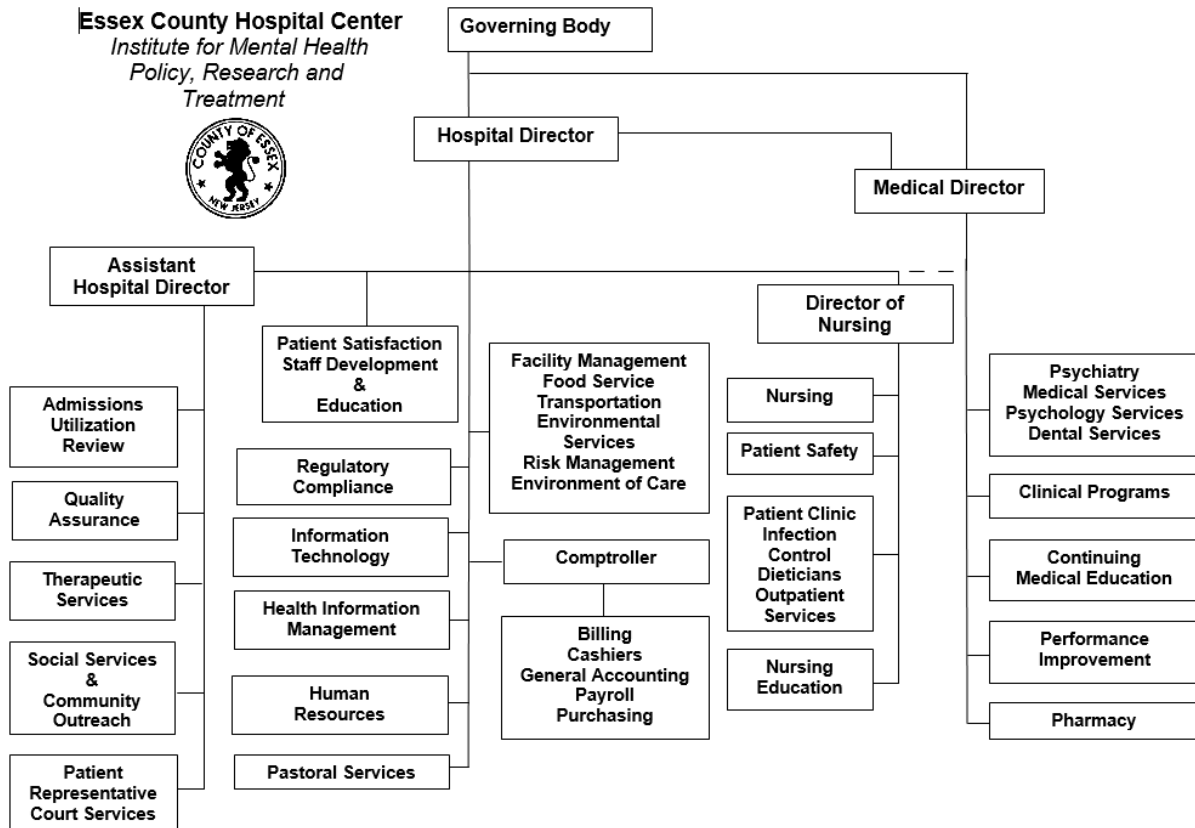 Essex County Hospital Center
Institute for Mental Health
Policy, Research and
Treatment
COUNTY OF ESSEX
NEW JERSEY
Governing Body
Hospital Director
Medical Director
Assistant
Hospital Director
Director of
Nursing
Patient Satisfaction
Staff Development
&
Education
Facility Management
Food Service
Transportation
Environmental
Services
Risk Management
Environment of Care
Admissions
Utilization
Review
Quality
Assurance
Therapeutic
Services
Social Services
&
Community
Outreach
Patient
Representative
Court Services
Regulatory
Compliance
Information
Technology
Health Information
Management
Human
Resources
Pastoral Services
Comptroller
Billing
Cashiers
General Accounting
Payroll
Purchasing
Nursing
Patient Safety
Patient Clinic
Infection
Control
Dieticians
Outpatient
Services
Nursing
Education
Psychiatry
Medical Services
Psychology Services
Dental Services
Clinical Programs
Continuing
Medical Education
Performance
Improvement
Pharmacy